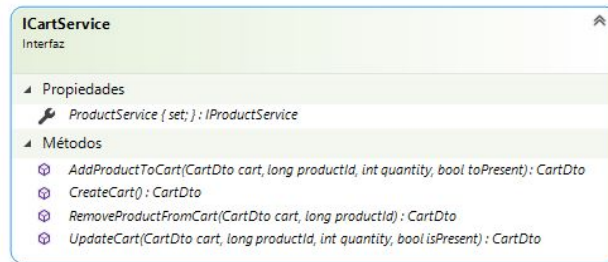 ICartService
Interfaz
Propiedades
ProductService { set; } : IProductService
Métodos
AddProductToCart(CartDto cart, long productId, int quantity, bool toPresent) : CartDto
CreateCart() : CartDto
RemoveProductFromCart(CartDto cart, long productId) : CartDto
UpdateCart(CartDto cart, long productId, int quantity, bool isPresent) : CartDto